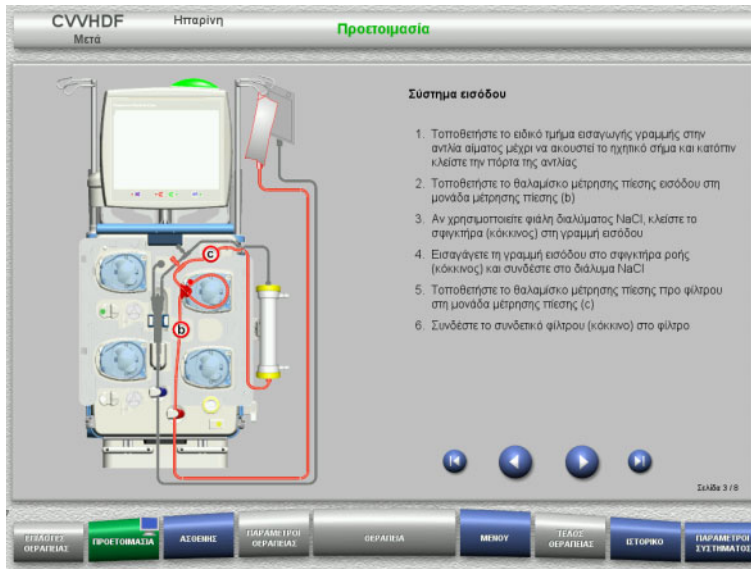 CVVHDF Ηπαρίνη
Μετά
Προετοιμασία
Σύστημα εισόδου
1. Τοποθετήστε το ειδικό τμήμα εισαγωγής γραμμής στην
αντλία αίματος μέχρι να ακουστεί το ηχητικό σήμα και κατόπιν
κλείστε την πόρτα της αντλίας
2. Τοποθετήστε το θαλαμίσκο μέτρησης πίεσης εισόδου στη
μονάδα μέτρησης πίεσης (b)
3. Αν χρησιμοποιείτε φιάλη διαλύματος NaCl, κλείστε το
σφιγκτήρα (κόκκινος) στη γραμμή εισόδου
4. Εισαγάγετε τη γραμμή εισόδου στο σφιγκτήρα ροής
(κόκκινος) και συνδέστε στο διάλυμα NaCl
5. Τοποθετήστε το θαλαμίσκο μέτρησης πίεσης προ φίλτρου
στη μονάδα μέτρησης πίεσης (c)
6. Συνδέστε το συνδετικό φίλτρου (κόκκινο) στο φίλτρο
c
b
Σελίδα 3 / 8
ΕΠΙΛΟΓΕΣ
ΘΕΡΑΠΕΙΑΣ
ΠΡΟΕΤΟΙΜΑΣΙΑ
ΑΣΘΕΝΗΣ
ΠΑΡΑΜΕΤΡΟΙ
ΘΕΡΑΠΕΙΑΣ
ΘΕΡΑΠΕΙΑ
ΜΕΝΟΥ
ΤΕΛΟΣ
ΘΕΡΑΠΕΙΑΣ
ΙΣΤΟΡΙΚΟ
ΠΑΡΑΜΕΤΡΟΙ
ΣΥΣΤΗΜΑΤΟΣ